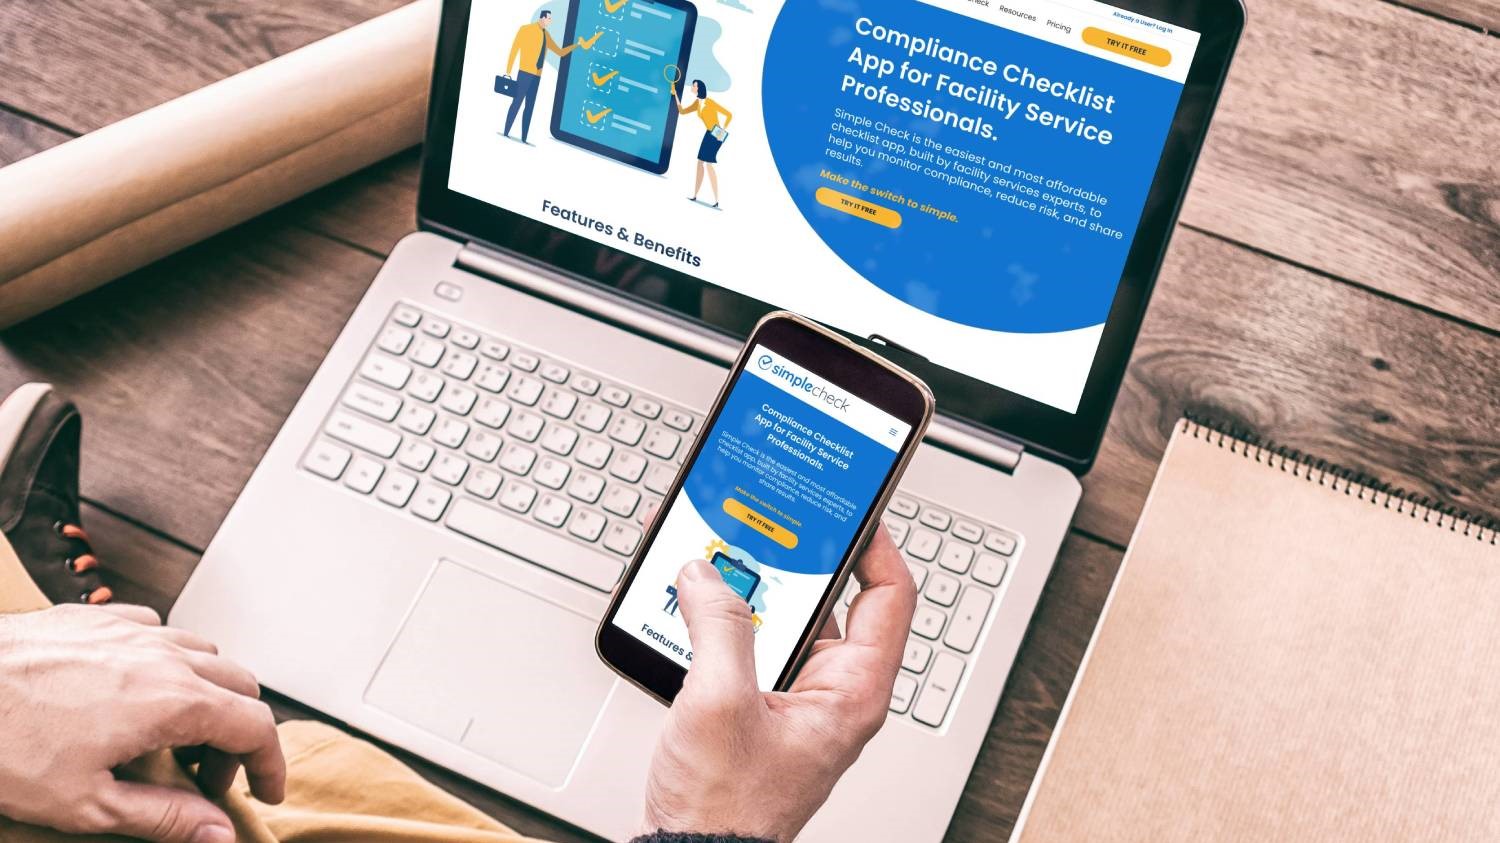 Already a User? Log in
Resources
Pricing
TRY IT FREE
Compliance Checklist
App for Facility Service
Professionals.
Simple Check is the easiest and most affordable
checklist app, built by facility services experts, to
help you monitor compliance, reduce risk, and share
results.
Make the switch to simple.
TRY IT FREE
Features & Benefits
simplecheck
Compliance Checklist
App for Facility Service
Professionals.
Simple Check is the easiest and most affordable
checklist app, built by facility services experts, to
help you monitor compliance, reduce risk, and
share results.
Make the switch to simple.
TRY IT FREE
Features &